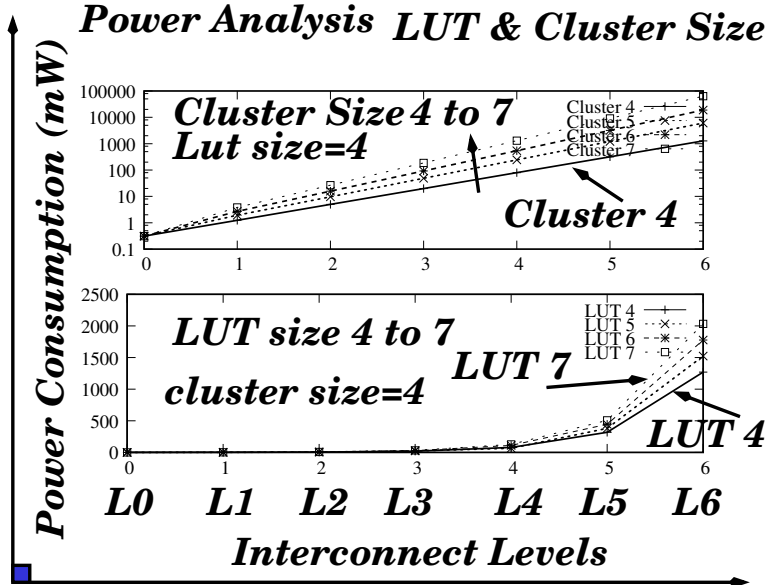 Power Analysis LUT & Cluster Size
Power Consumption (mW)
100000
10000
1000
100
10
1
0.1
Cluster Size 4 to 7
Lut size=4
Cluster 4
Cluster 5
Cluster 6
Cluster 7
Cluster 4
0 1 2 3 4 5 6
2500
2000
1500
1000
500
0
LUT size 4 to 7
cluster size=4
LUT 4
LUT 5
LUT 6
LUT 7
LUT 7
LUT 4
0 1 2 3 4 5 6
L0 L1 L2 L3 L4 L5 L6
Interconnect Levels